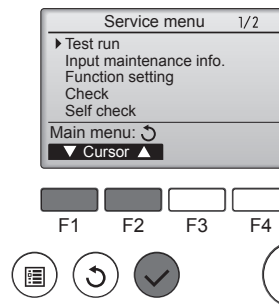 Service menu 1/2
Test run
Input maintenance info.
Function setting
Check
Self check
Main menu:
Cursor
F1 F2 F3 F4